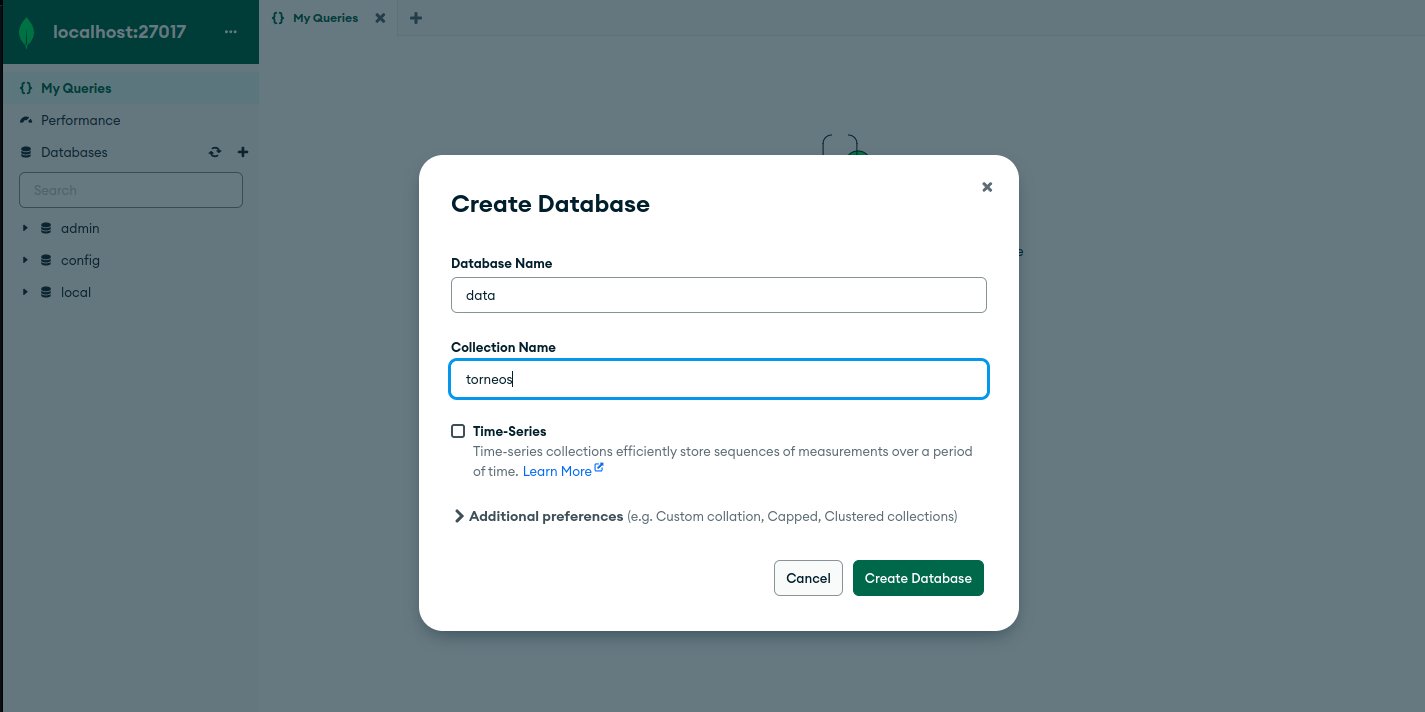 localhost:27017
My Queries
My Queries
Performance
Databases
Search
admin
config
local
Create Database
Database Name
data
Collection Name
torneos
Time-Series
Time-series collections efficiently store sequences of measurements over a period
of time. Learn More
Additional preferences (e.g. Custom collation, Capped, Clustered collections)
Cancel
Create Database